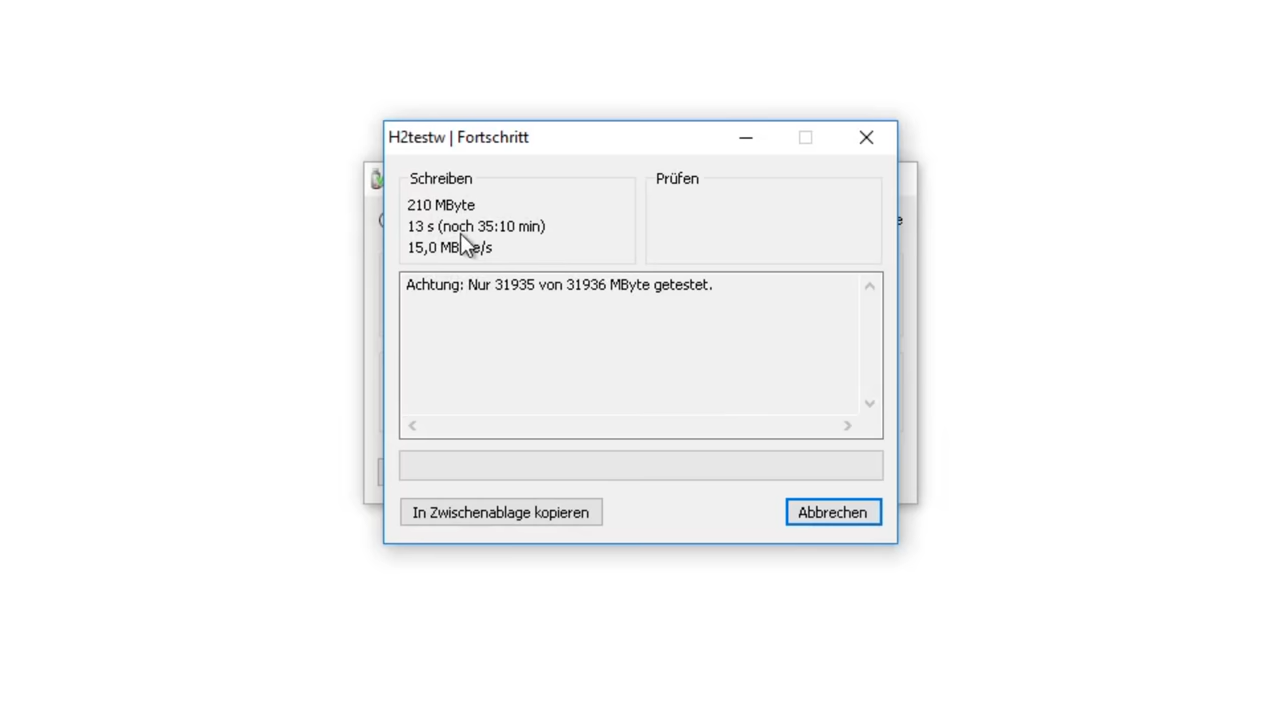 H2testw | Fortschritt
Schreiben
210 MByte
13 s (noch 35:10 min)
15,0 MB
e/s
Prüfen
Achtung: Nur 31935 von 31936 MByte getestet.
In Zwischenablage kopieren
Abbrechen
e